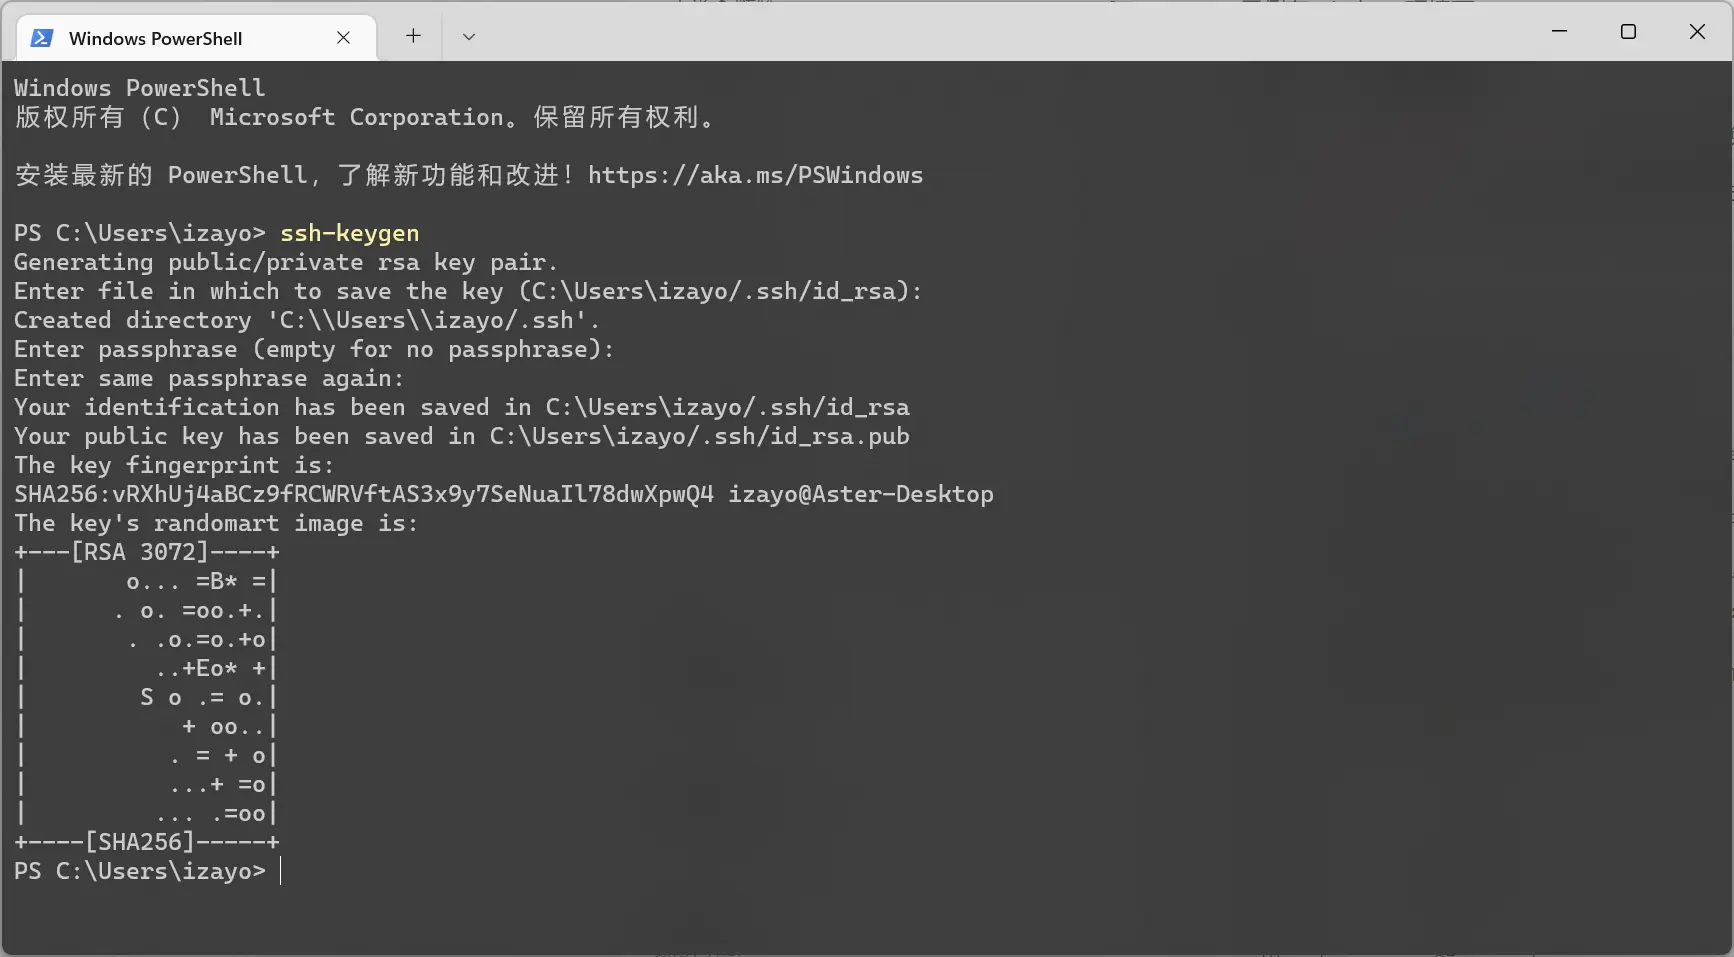 Windows PowerShell
Windows PowerShell
版权所有 (C) Microsoft Corporation。保留所有权利。
安装最新的 PowerShell，了解新功能和改进！https://aka.ms/PSWindows
PS C:\Users\izayo> ssh-keygen
Generating public/private rsa key pair.
Enter file in which to save the key (C:\Users\izayo/.ssh/id_rsa):
Created directory 'C:\\Users\\izayo/.ssh'.
Enter passphrase (empty for no passphrase):
Enter same passphrase again:
Your identification has been saved in C:\Users\izayo/.ssh/id_rsa
Your public key has been saved in C:\Users\izayo/.ssh/id_rsa.pub
The key fingerprint is:
SHA256:vRXhUj4aBCz9fRCWRVftAS3x9y7SeNuaIl78dwXpwQ4 izayo@Aster-Desktop
The key's randomart image is:
+---[RSA 3072]----+
|       o... =B* =|
|      . o. =oo.+.|
|       . .o.=o.+o|
|         ..+Eo* +|
|        S o .= o.|
|           + oo..|
|          . = + o|
|          ...+ =o|
|         ... .=oo|
+----[SHA256]-----+
PS C:\Users\izayo>